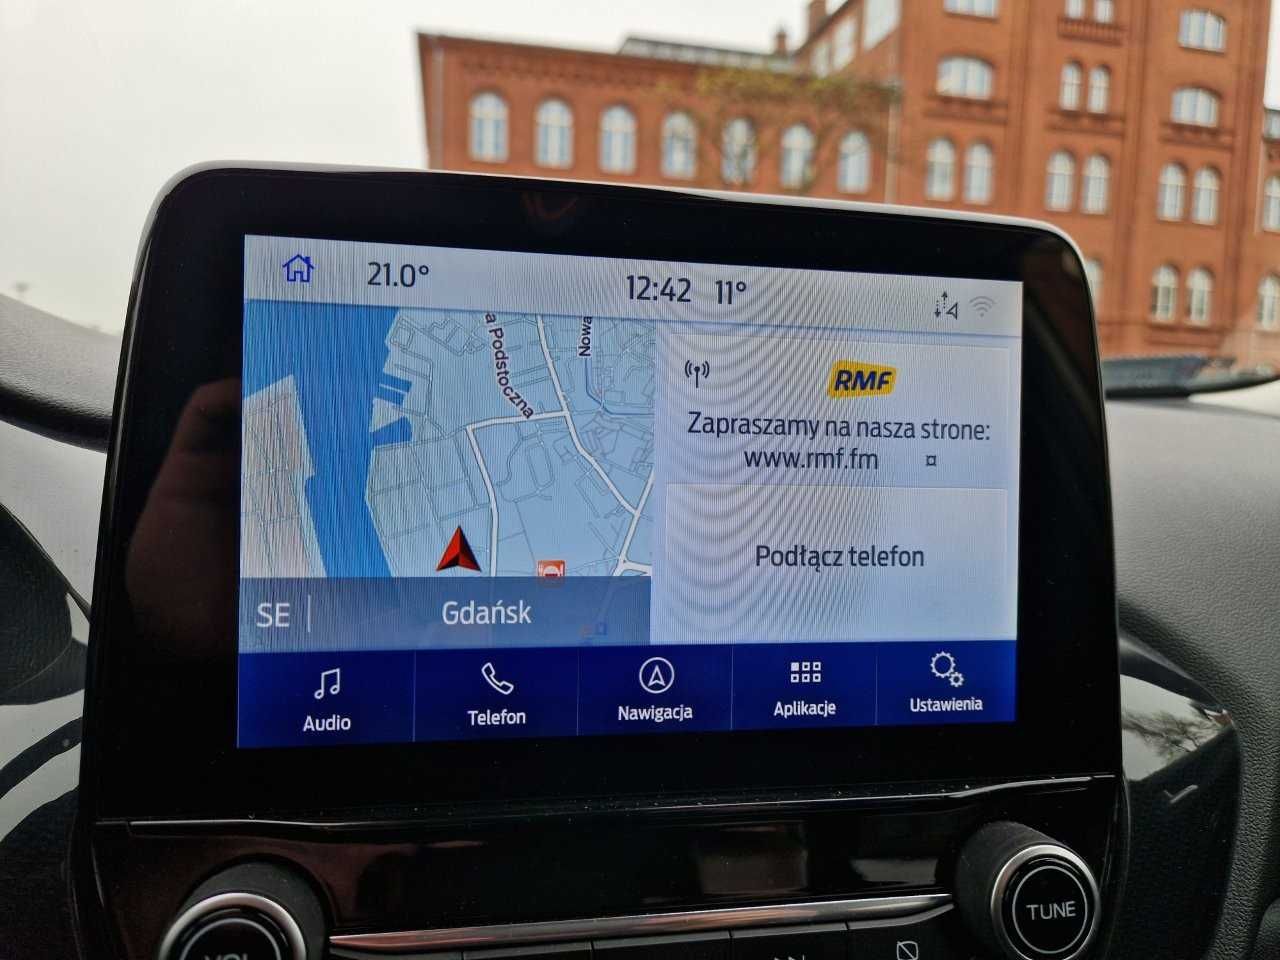 21.0°
12:42 11°
a Podstoczna
Nowa
RMF
Zapraszamy na nasza strone:
www.rmf.fm ¤
Podłącz telefon
SE | Gdańsk
Audio
Telefon
Nawigacja
Aplikacje
Ustawienia
VOL
TUNE